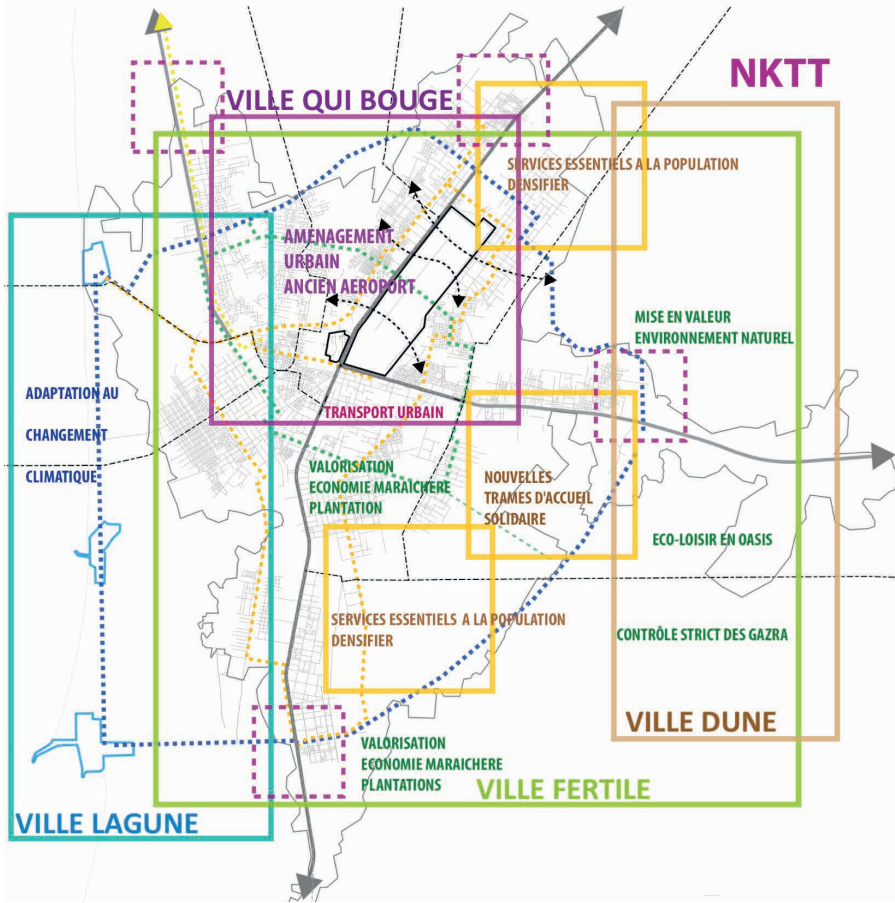 NKTT
VILLE QUI BOUGE
SERVICES ESSENTIELS A LA POPULATION
DENSIFIER
AMENAGEMENT
URBAIN
ANCIEN AEROPORT
MISE EN VALEUR
ENVIRONNEMENT NATUREL
ADAPTATION AU
CHANGEMENT
CLIMATIQUE
TRANSPORT URBAIN
VALORISATION
ECONOMIE MARAÎCHERE
PLANTATION
NOUVELLES
TRAMES D'ACCUEIL
SOLIDAIRE
ECO-LOISIR EN OASIS
SERVICES ESSENTIELS A LA POPULATION
DENSIFIER
CONTRÔLE STRICT DES GAZRA
VILLE DUNE
VALORISATION
ECONOMIE MARAICHERE
PLANTATIONS
VILLE FERTILE
VILLE LAGUNE